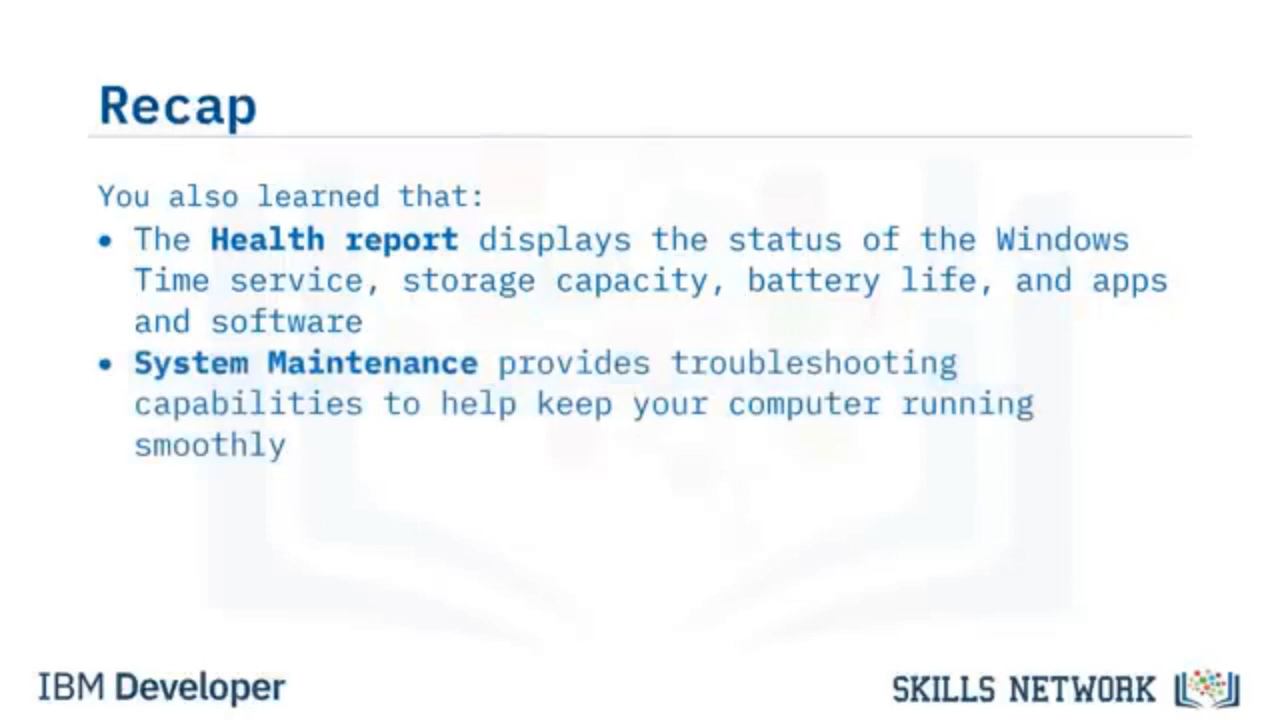 Recap
You also learned that:
• The Health report displays the status of the Windows
Time service, storage capacity, battery life, and apps
and software
• System Maintenance provides troubleshooting
capabilities to help keep your computer running
smoothly
IBM Developer
SKILLS NETWORK